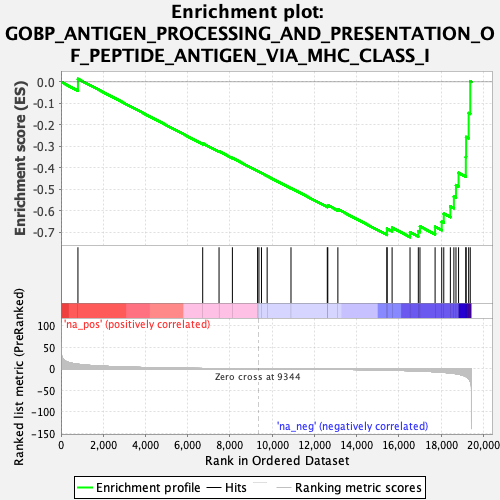 Enrichment plot:
GOBP_ANTIGEN_PROCESSING_AND_PRESENTATION_O
F_PEPTIDE_ANTIGEN_VIA_MHC_CLASS_I
Enrichment score (ES)
0.0
-0.1
-0.2
-0.3
-0.4
-0.5
-0.6
-0.7
'na_pos' (positively correlated)
Ranked list metric (PreRanked)
100
50
0
-50
-100
-150
Zero cross at 9344
'na_neg' (negatively correlated)
0 2,000 4,000 6,000 8,000 10,000 12,000 14,000 16,000 18,000 20,000
Rank in Ordered Dataset
Enrichment profile Hits Ranking metric scores